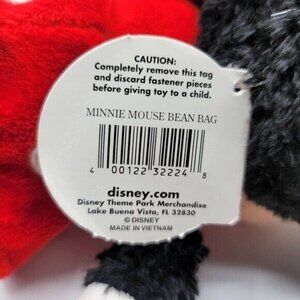 CAUTION:
Completely remove this tag
and discard fastener pieces
before giving toy to a child.
MINNIE MOUSE BEAN BAG
4 00122 32224 8
disney.com
Disney Theme Park Merchandise
Lake Buena Vista, FL 32830
© DISNEY
MADE IN VIETNAM